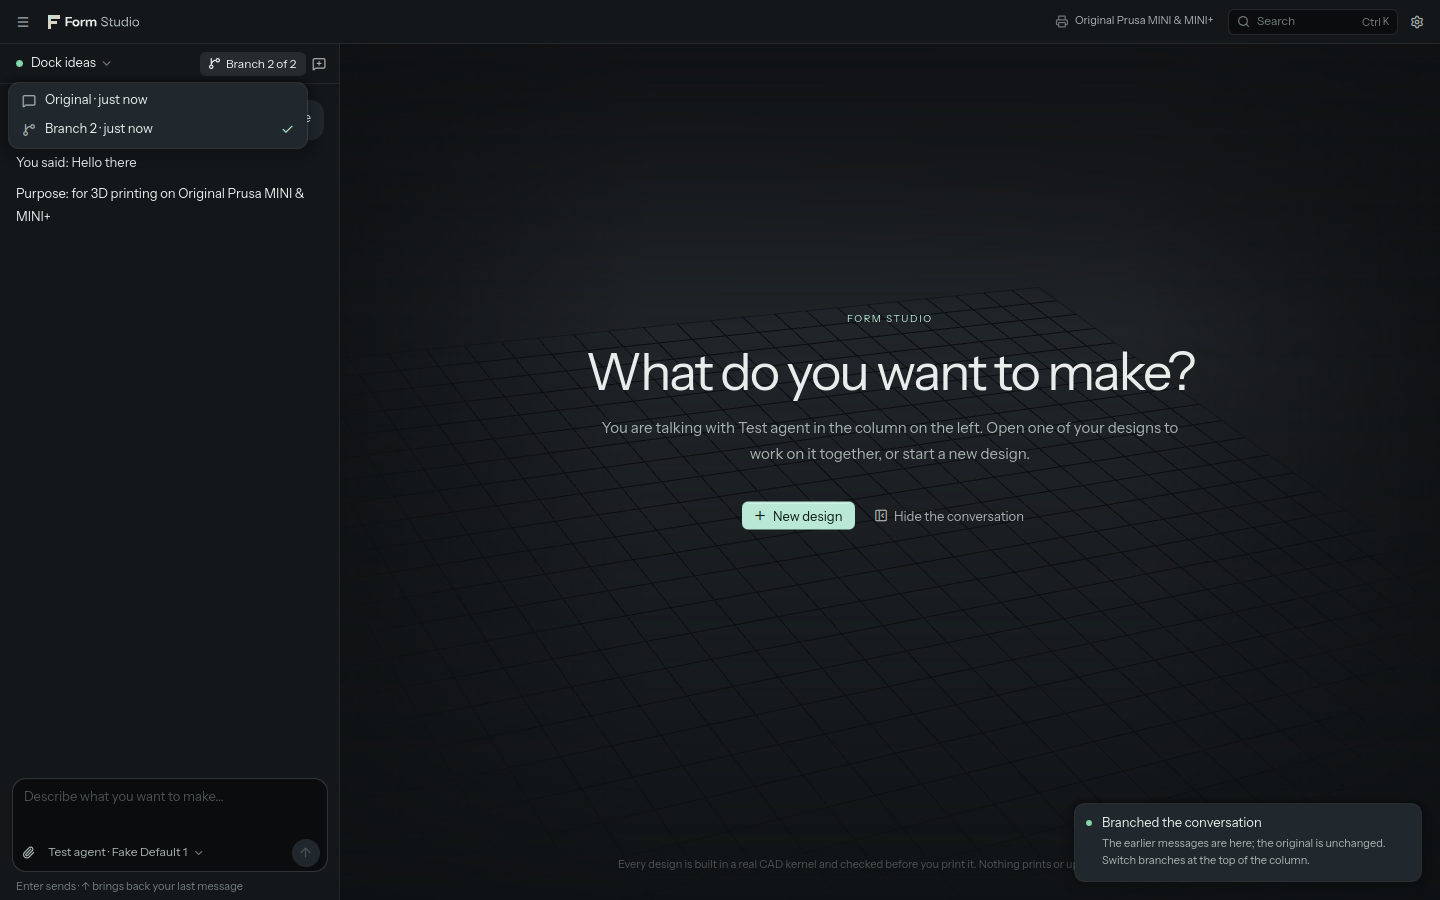 Form Studio
Original Prusa MINI & MINI+
Search
Ctrl K
Dock ideas
Branch 2 of 2
Original · just now
Branch 2 · just now
e
You said: Hello there
Purpose: for 3D printing on Original Prusa MINI &
MINI+
FORM STUDIO
What do you want to make?
You are talking with Test agent in the column on the left. Open one of your designs to
work on it together, or start a new design.
New design
Hide the conversation
Describe what you want to make...
Test agent · Fake Default 1
Enter sends · ↑ brings back your last message
Every design is built in a real CAD kernel and checked before you print it. Nothing prints or
Branched the conversation
The earlier messages are here; the original is unchanged.
Switch branches at the top of the column.